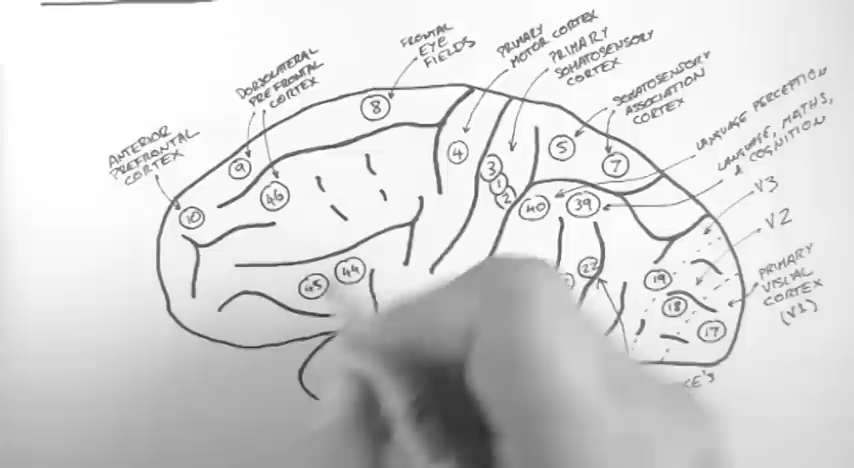 FRONTAL
EYE
FIELDS
PRIMARY
MOTOR CORTEX
PRIMARY
SOMATOSENSORY
CORTEX
DORSOLATERAL
PREFRONTAL
CORTEX
SOMATOSENSORY
ASSOCIATION
CORTEX
LANGUAGE PERCEPTION
LANGUAGE, MATHS,
& COGNITION
ANTERIOR
PREFRONTAL
CORTEX
V3
V2
PRIMARY
VISUAL
CORTEX
(V1)
8
9
46
10
4
3
1
2
5
7
40
39
45
44
22
19
18
17
KE'S